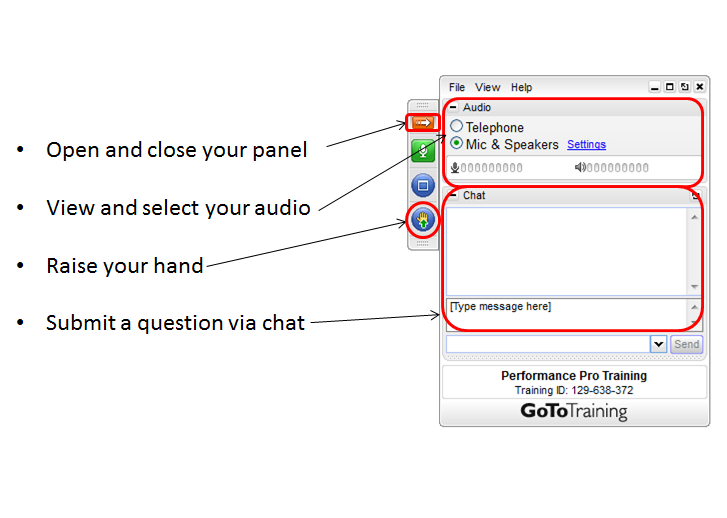 • Open and close your panel
• View and select your audio
• Raise your hand
• Submit a question via chat
File View Help
Audio
Telephone
Mic & Speakers Settings
000000000 000000000
Chat
[Type message here]
Send
Performance Pro Training
Training ID: 129-638-372
GoToTraining